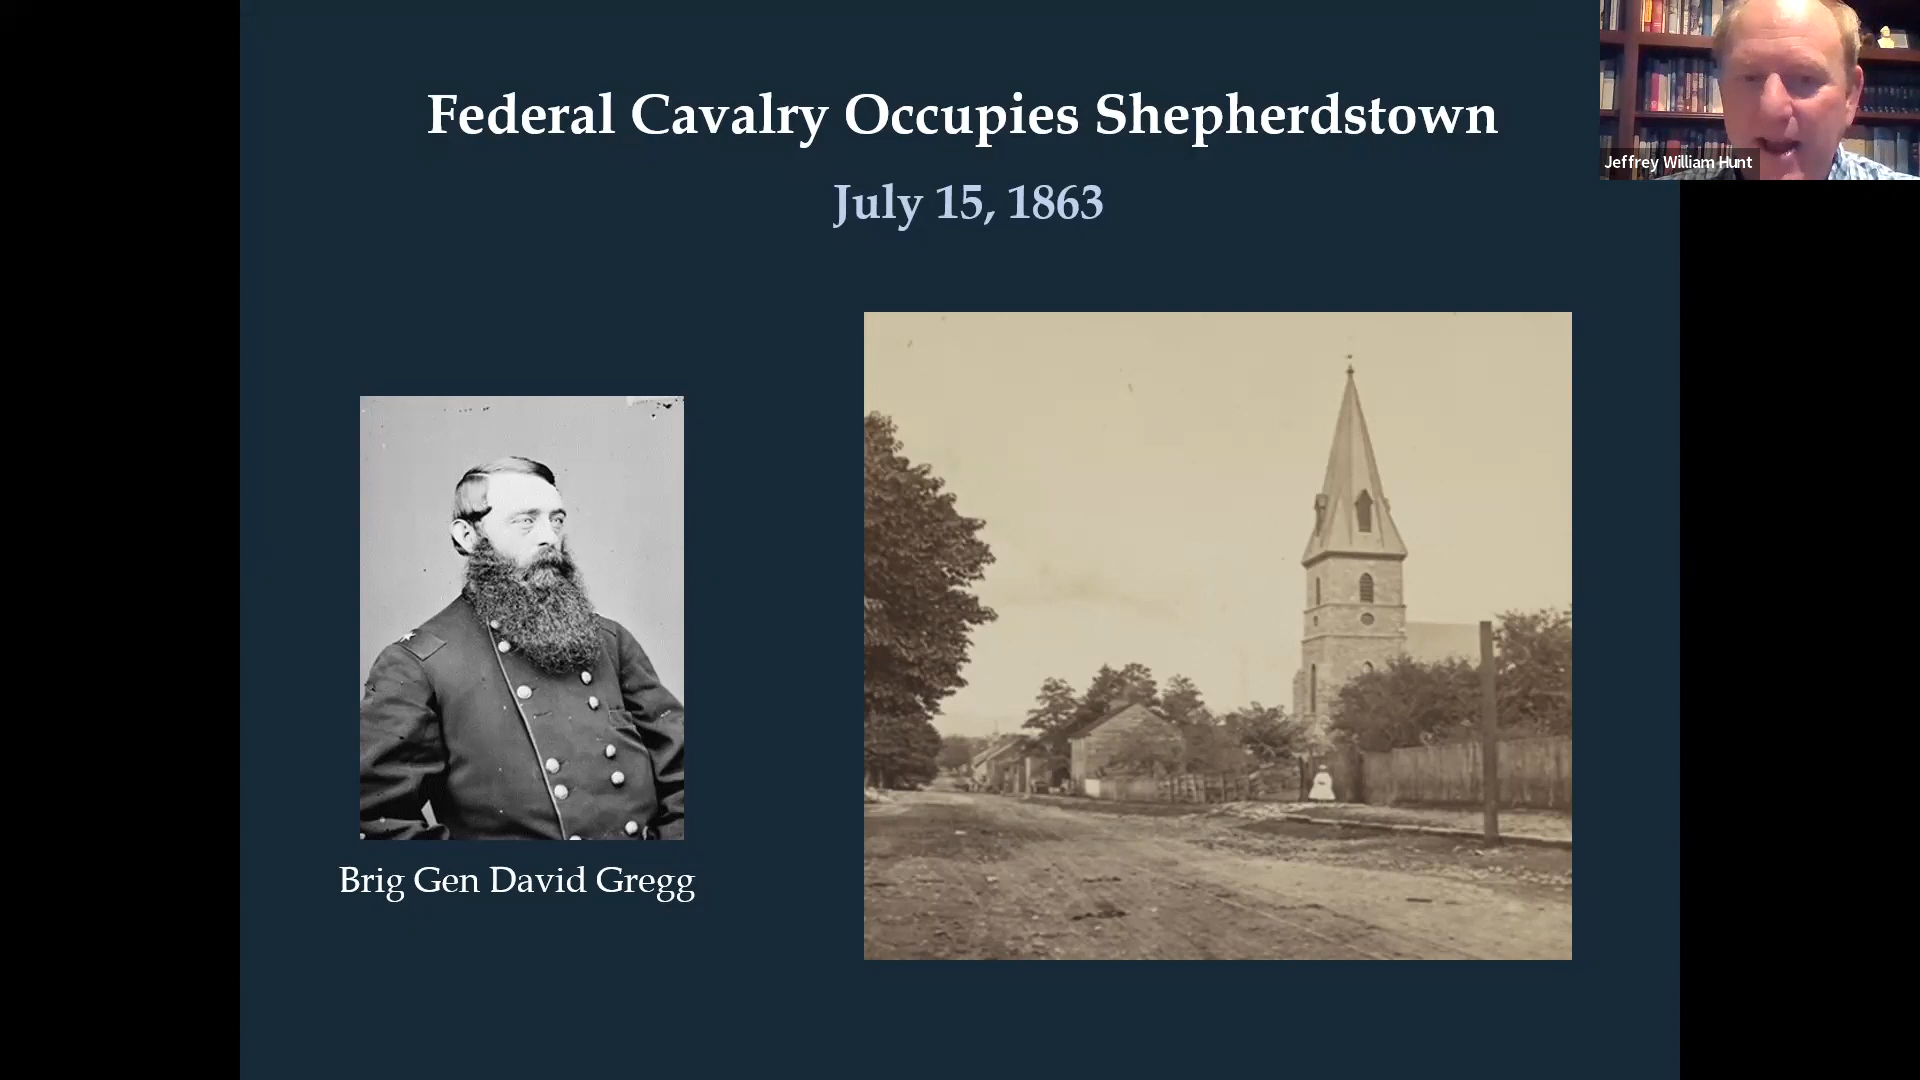 Federal Cavalry Occupies Shepherdstown
July 15, 1863
Jeffrey William Hunt
Brig Gen David Gregg